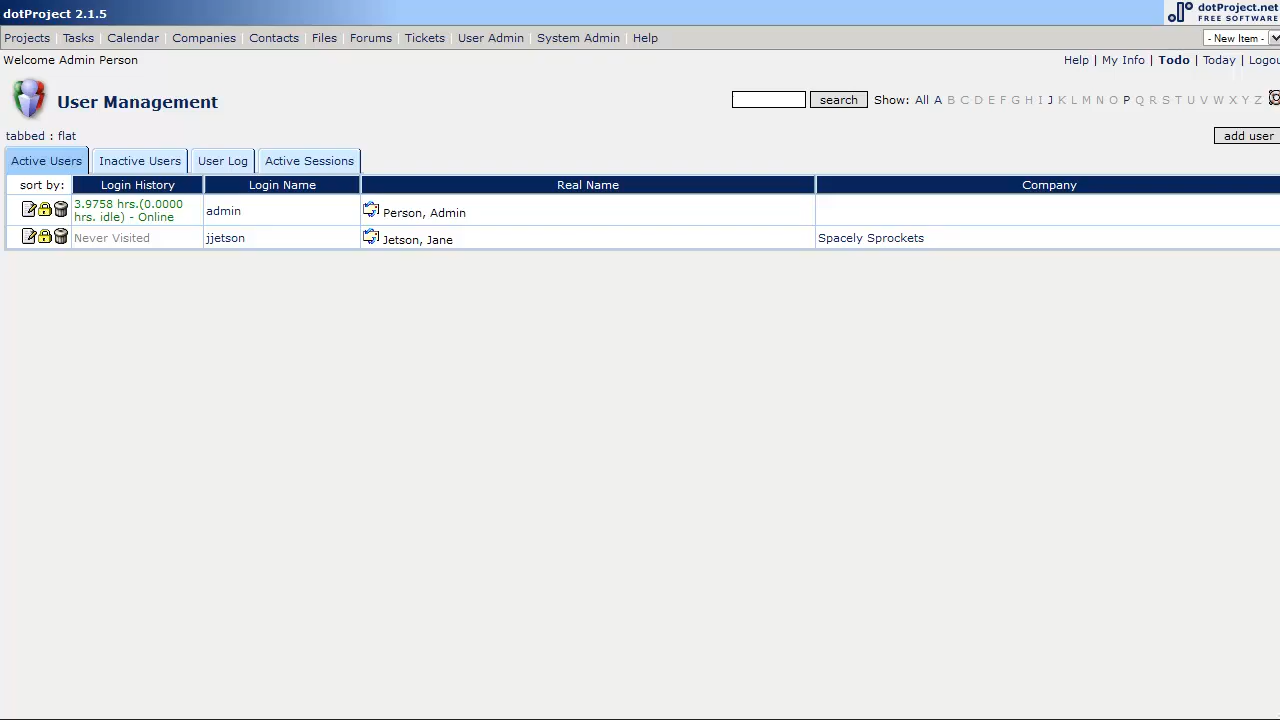 dotProject 2.1.5
dotProject.net
FREE SOFTWARE
Projects Tasks Calendar Companies Contacts Files Forums Tickets User Admin System Admin Help
- New Item -
Welcome Admin Person
Help | My Info | Todo | Today | Logou
User Management
search Show: All A B C D E F G H I J K L M N O P Q R S T U V W X Y Z
tabbed : flat
add user
Active Users Inactive Users User Log Active Sessions
sort by: Login History Login Name Real Name Company
3.9758 hrs.(0.0000
hrs. idle) - Online
admin Person, Admin
Never Visited jjetson Jetson, Jane Spacely Sprockets